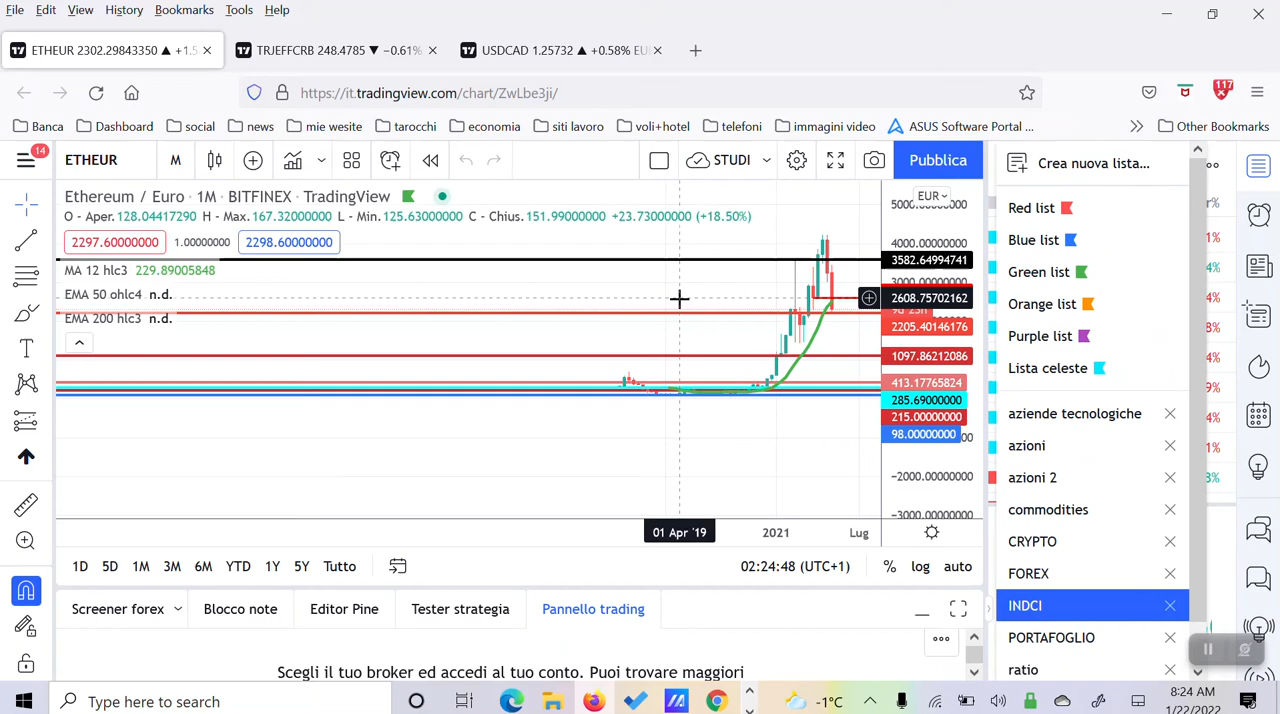 File Edit View History Bookmarks Tools Help
ETHEUR 2302.29843350 ▲ +1.5
TRJEFFCRB 248.4785 ▼ −0.61%
USDCAD 1.25732 ▲ +0.58% EU
https://it.tradingview.com/chart/ZwLbe3ji/
117
Banca Dashboard social news mie wesite tarocchi economia siti lavoro voli+hotel telefoni immagini video ASUS Software Portal ... Other Bookmarks
14
ETHEUR M STUDI Pubblica
Crea nuova lista...
Ethereum / Euro · 1M · BITFINEX · TradingView
O - Aper. 128.04417290 H - Max. 167.32000000 L - Min. 125.63000000 C - Chius. 151.99000000 +23.73000000 (+18.50%)
2297.60000000 1.00000000 2298.60000000
MA 12 hlc3 229.89005848
EMA 50 ohlc4 n.d.
EMA 200 hlc3 n.d.
EUR
4000.00000000
3582.64994741
2608.75702162
2205.40146176
1097.86212086
413.17765824
285.69000000
215.00000000
98.00000000
−2000.00000000
−3000.00000000
01 Apr '19 2021 Lug
1D 5D 1M 3M 6M YTD 1Y 5Y Tutto
02:24:48 (UTC+1) % log auto
Screener forex Blocco note Editor Pine Tester strategia Pannello trading
Scegli il tuo broker ed accedi al tuo conto. Puoi trovare maggiori
Red list
Blue list
Green list
Orange list
Purple list
Lista celeste
aziende tecnologiche
azioni
azioni 2
commodities
CRYPTO
FOREX
INDCI
PORTAFOGLIO
ratio
Type here to search
-1°C
8:24 AM
1/22/2022